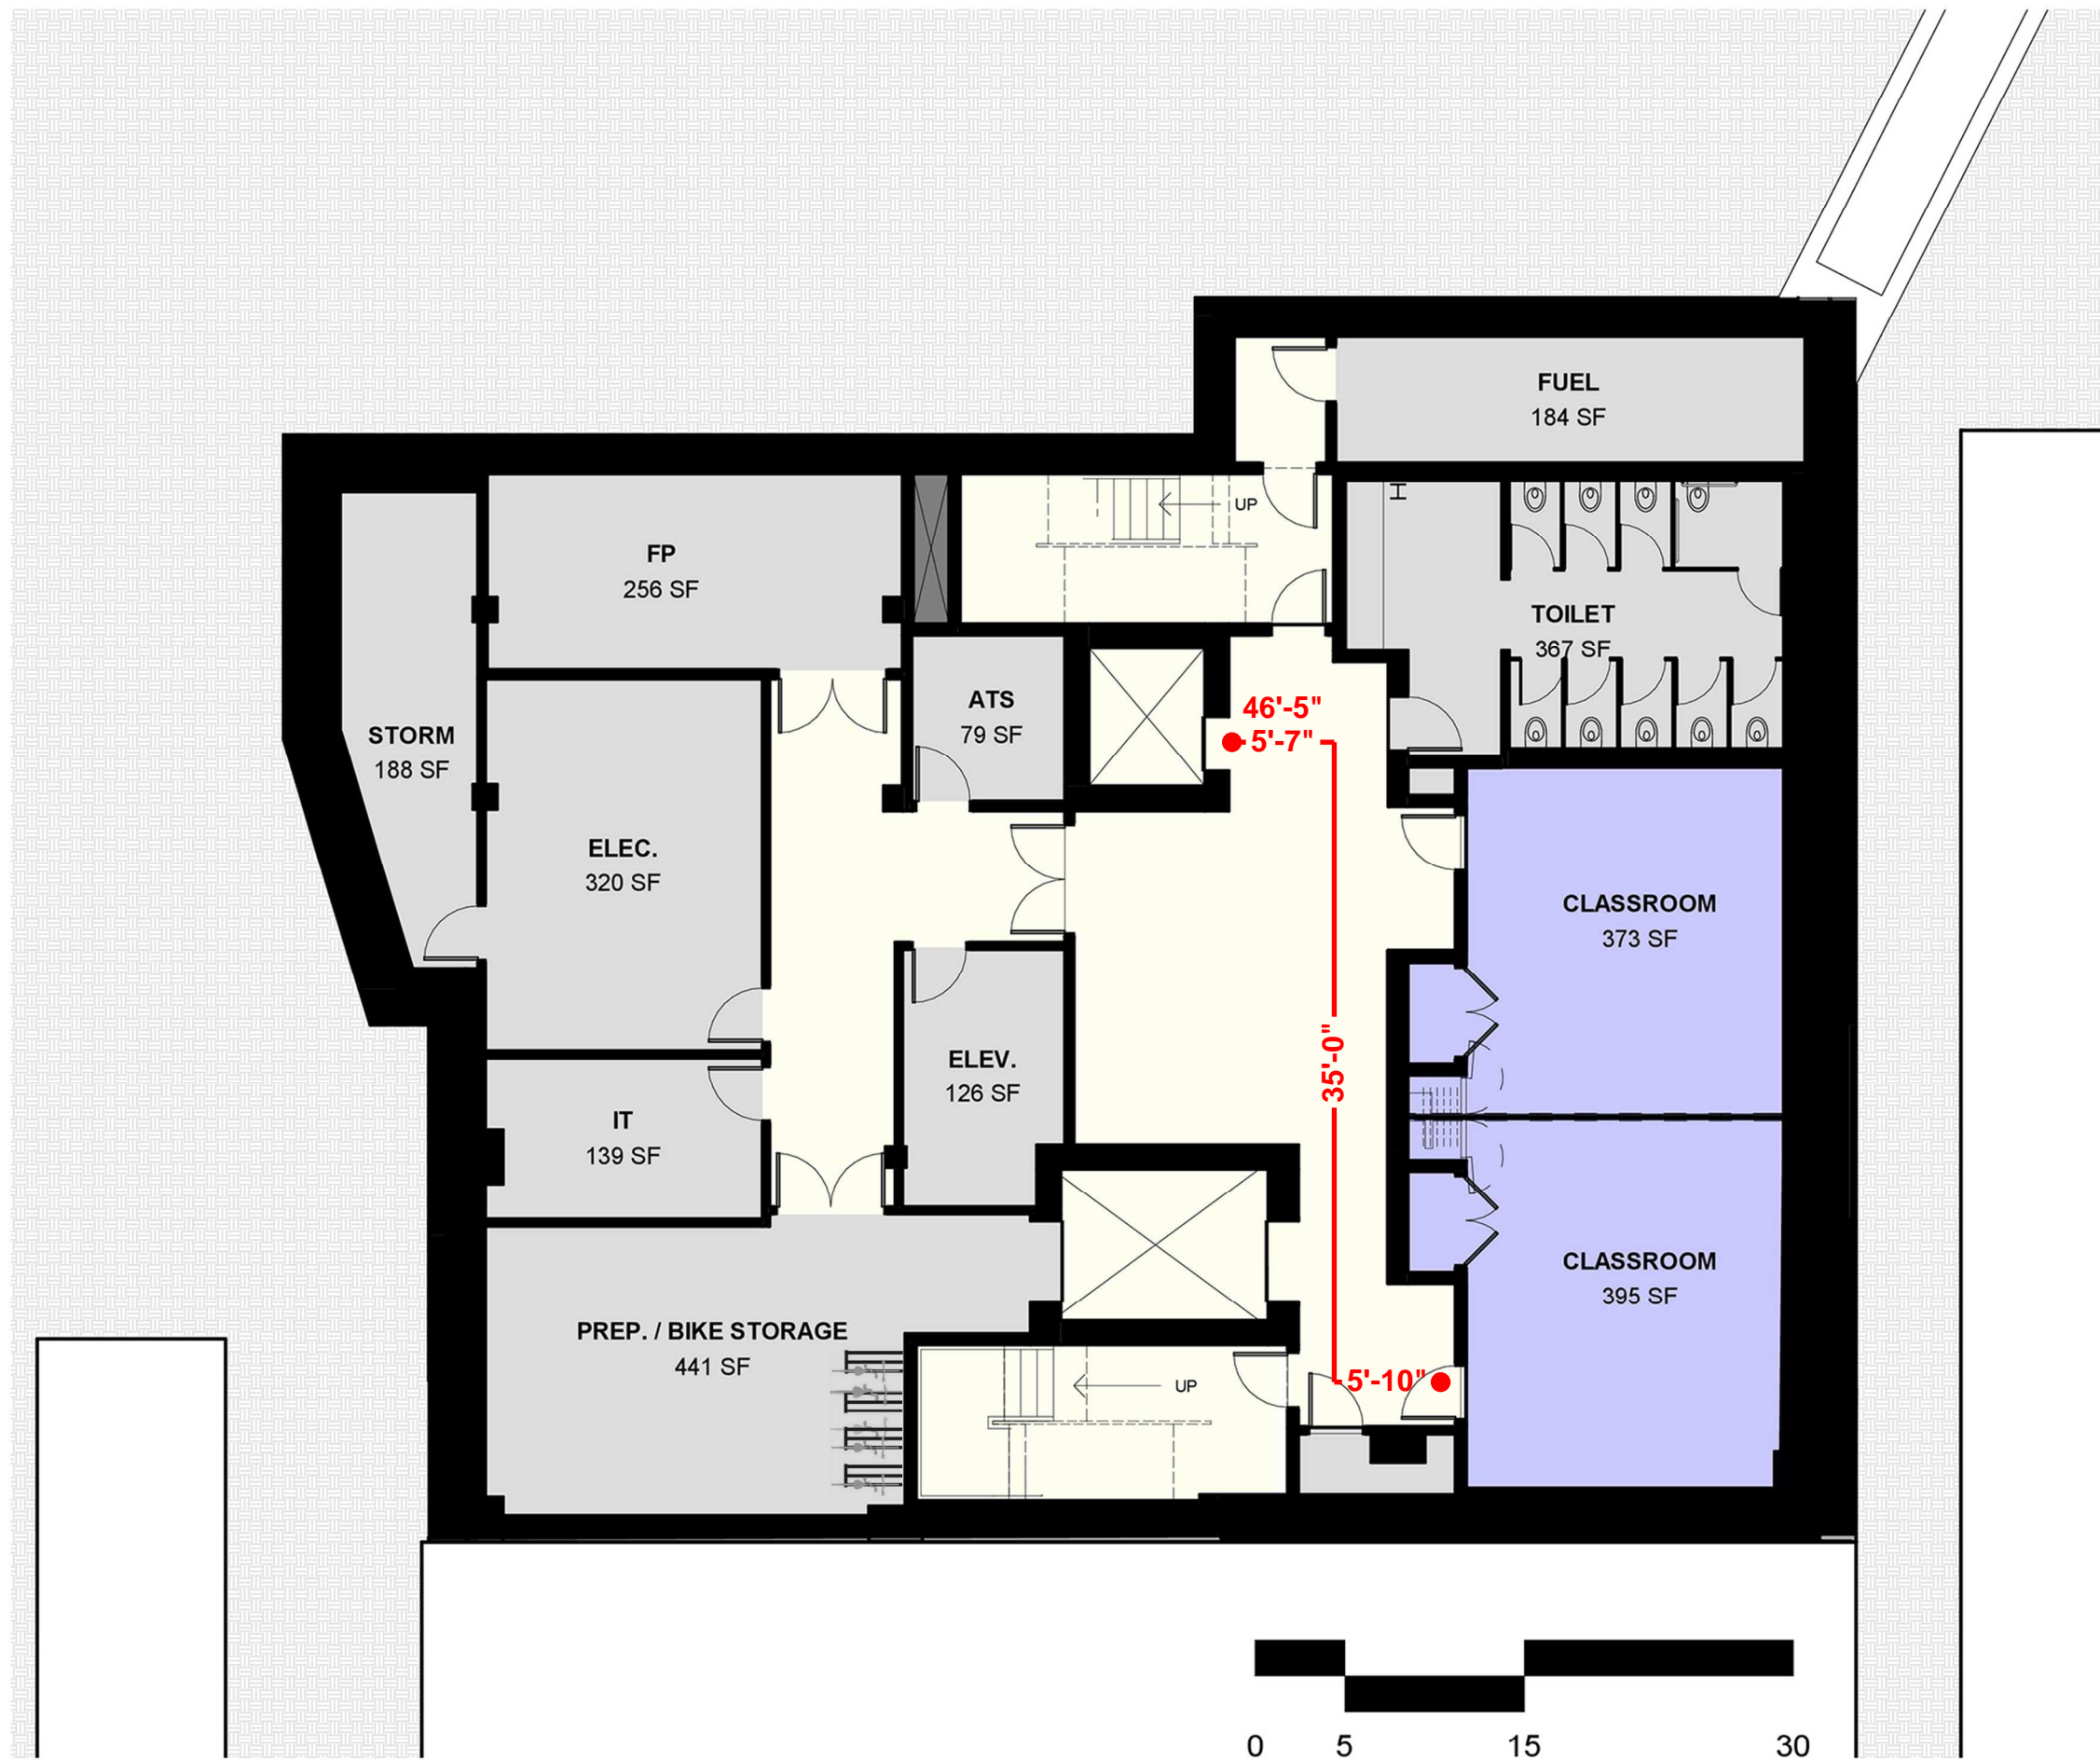 FUEL
184 SF
UP
FP
256 SF
TOILET
367 SF
ATS
79 SF
46'-5"
5'-7"
STORM
188 SF
ELEC.
320 SF
CLASSROOM
373 SF
35'-0"
ELEV.
126 SF
IT
139 SF
CLASSROOM
395 SF
PREP. / BIKE STORAGE
441 SF
UP
5'-10"
0 5 15 30